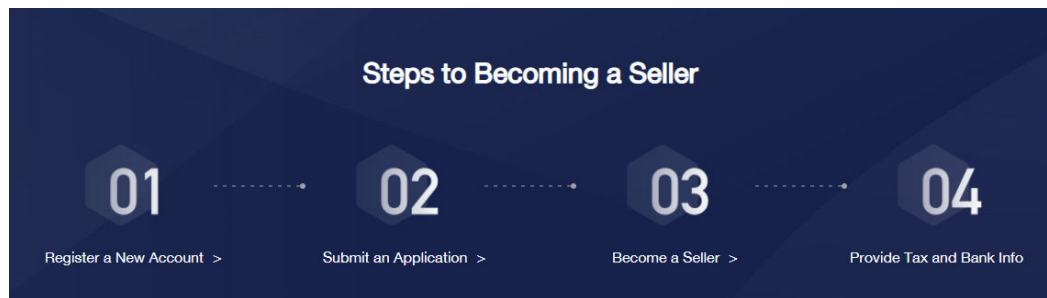 Steps to Becoming a Seller
01
02
03
04
Register a New Account >
Submit an Application >
Become a Seller >
Provide Tax and Bank Info